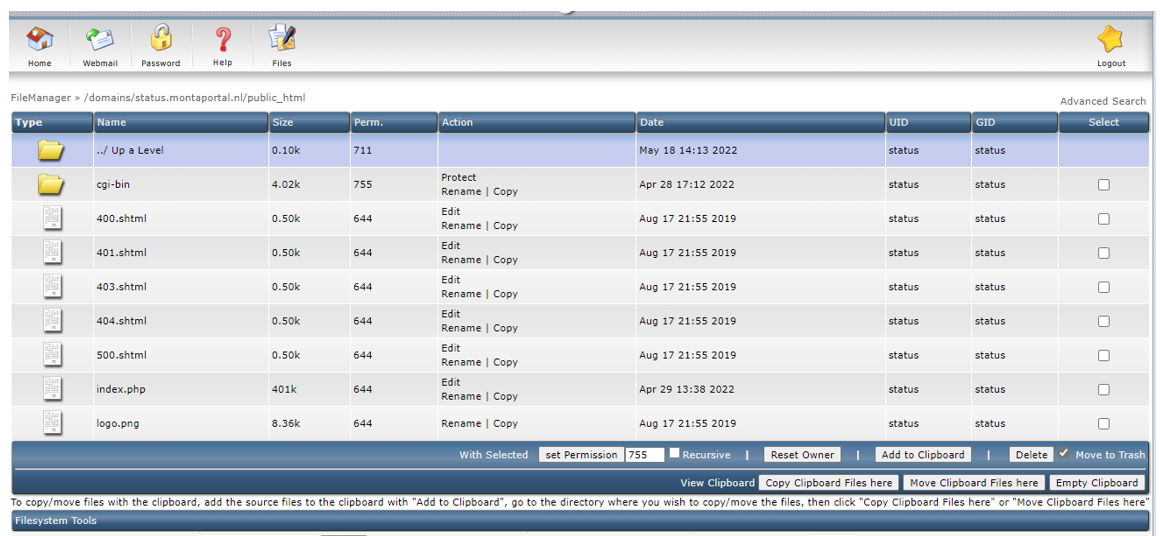 Home Webmail Password Help Files Logout
FileManager » /domains/status.montaportal.nl/public_html
Advanced Search
Type Name Size Perm. Action Date UID GID Select
../ Up a Level 0.10k 711 May 18 14:13 2022 status status
cgi-bin 4.02k 755 Protect Apr 28 17:12 2022 status status
Rename | Copy
400.shtml 0.50k 644 Edit Aug 17 21:55 2019 status status
Rename | Copy
401.shtml 0.50k 644 Edit Aug 17 21:55 2019 status status
Rename | Copy
403.shtml 0.50k 644 Edit Aug 17 21:55 2019 status status
Rename | Copy
404.shtml 0.50k 644 Edit Aug 17 21:55 2019 status status
Rename | Copy
500.shtml 0.50k 644 Edit Aug 17 21:55 2019 status status
Rename | Copy
index.php 401k 644 Edit Apr 29 13:38 2022 status status
Rename | Copy
logo.png 8.36k 644 Rename | Copy Aug 17 21:55 2019 status status
With Selected set Permission 755 Recursive | Reset Owner | Add to Clipboard | Delete Move to Trash
View Clipboard Copy Clipboard Files here Move Clipboard Files here Empty Clipboard
To copy/move files with the clipboard, add the source files to the clipboard with "Add to Clipboard", go to the directory where you wish to copy/move the files, then click "Copy Clipboard Files here" or "Move Clipboard Files here"
Filesystem Tools